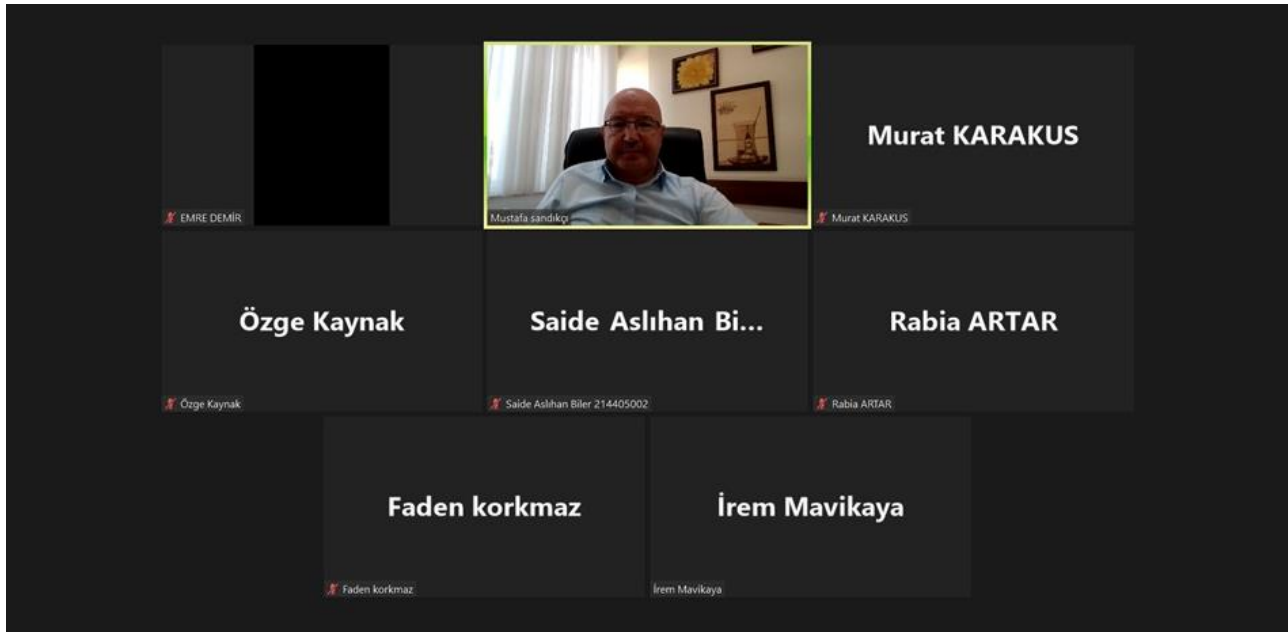 EMRE DEMİR
Mustafa sandıkçı
Murat KARAKUS
Murat KARAKUS
Özge Kaynak
Özge Kaynak
Saide Aslıhan Bi...
Saide Aslıhan Biler 214405002
Rabia ARTAR
Rabia ARTAR
Faden korkmaz
Faden korkmaz
İrem Mavikaya
İrem Mavikaya